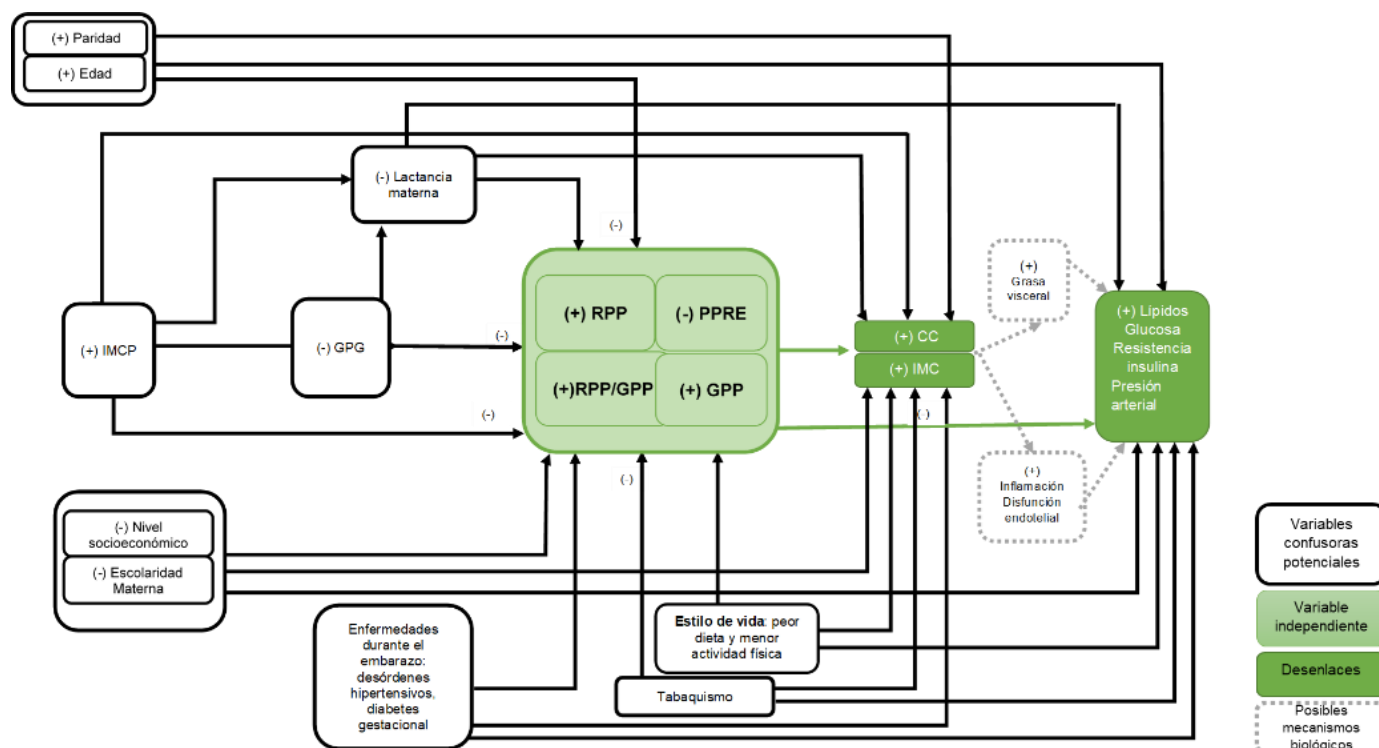 (+) Paridad
(+) Edad
(-) Lactancia
materna
(-)
(+)
Grasa
visceral
(+) IMCP
(-) GPG
(-)
(+) RPP
(-) PPRE
(+)RPP/GPP
(+) GPP
(+) CC
(+) IMC
(+) Lípidos
Glucosa
Resistencia
insulina
Presión
arterial
(-)
(-)
(-)
(+)
Inflamación
Disfunción
endotelial
(-) Nivel
socioeconómico
(-) Escolaridad
Materna
Enfermedades
durante el
embarazo:
desórdenes
hipertensivos,
diabetes
gestacional
Estilo de vida: peor
dieta y menor
actividad física
Tabaquismo
Variables
confusoras
potenciales
Variable
independiente
Desenlaces
Posibles
mecanismos
biológicos